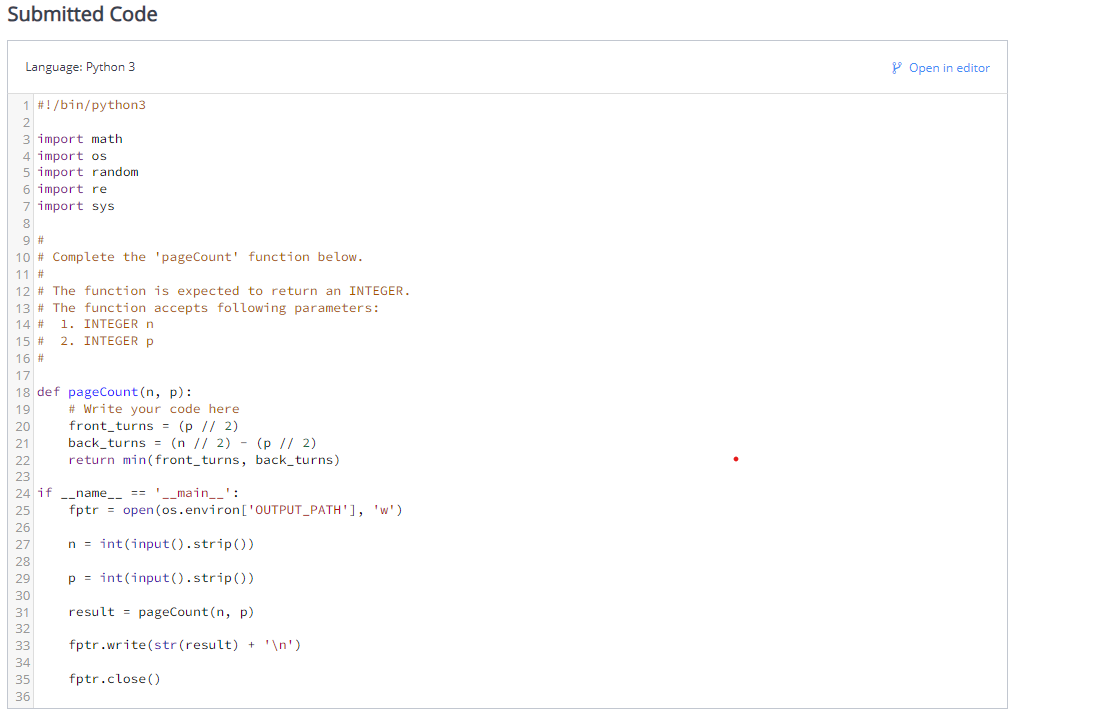 Submitted Code
Language: Python 3
Open in editor
1 #!/bin/python3
2
3 import math
4 import os
5 import random
6 import re
7 import sys
8
9 #
10 # Complete the 'pageCount' function below.
11 #
12 # The function is expected to return an INTEGER.
13 # The function accepts following parameters:
14 #  1. INTEGER n
15 #  2. INTEGER p
16 #
17
18 def pageCount(n, p):
19     # Write your code here
20     front_turns = (p // 2)
21     back_turns = (n // 2) - (p // 2)
22     return min(front_turns, back_turns)
23
24 if __name__ == '__main__':
25     fptr = open(os.environ['OUTPUT_PATH'], 'w')
26
27     n = int(input().strip())
28
29     p = int(input().strip())
30
31     result = pageCount(n, p)
32
33     fptr.write(str(result) + '\n')
34
35     fptr.close()
36